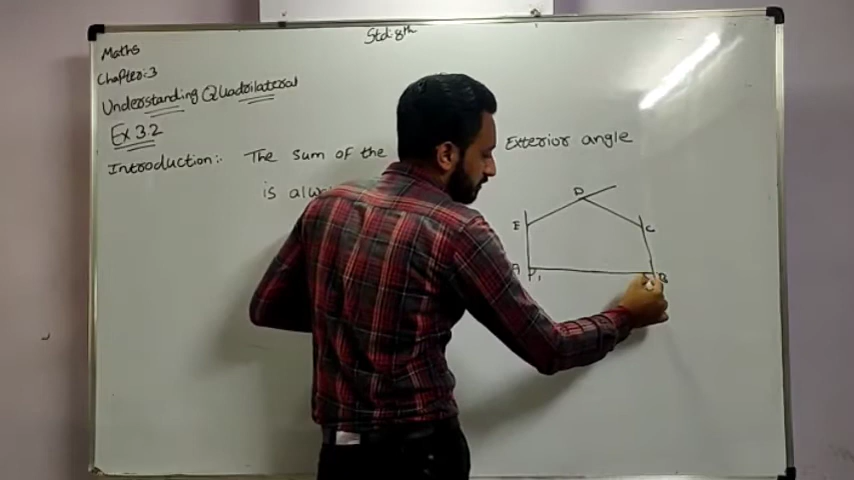 Std:8th
Maths
Chapter:3
Understanding Quadrilateral
Ex 3.2
Introduction:- The sum of the Exterior angle
is alw
D
E
C
A
B
1